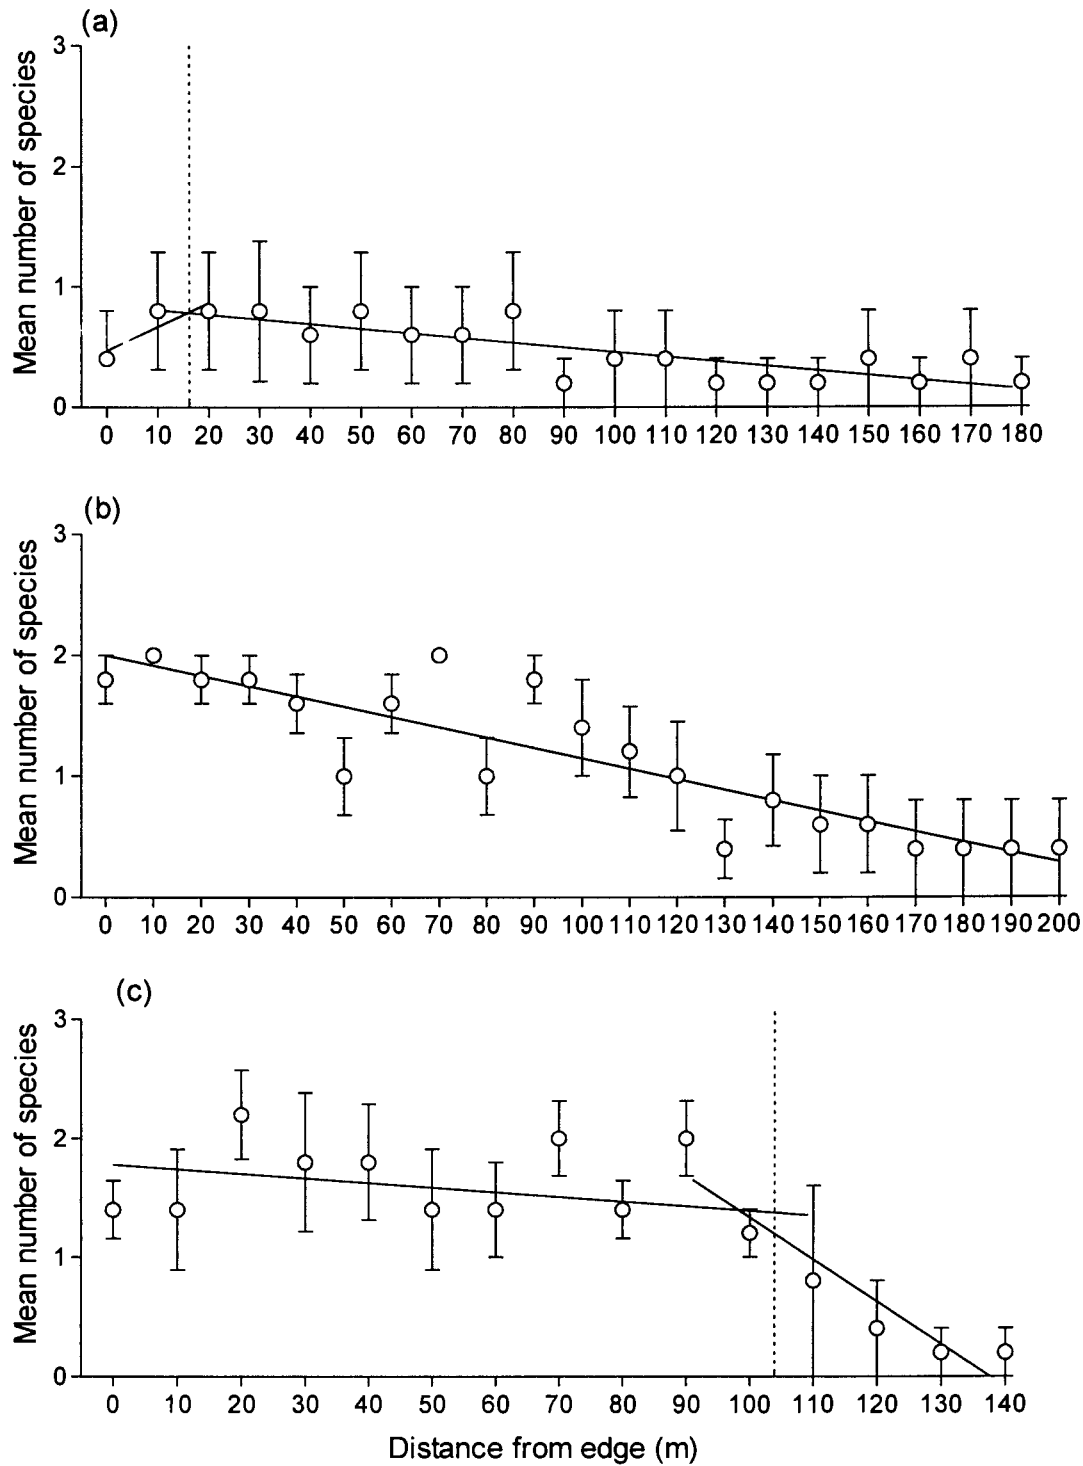 (a)
Mean number of species
3
2
1
0
0 10 20 30 40 50 60 70 80 90 100 110 120 130 140 150 160 170 180
(b)
Mean number of species
3
2
1
0
0 10 20 30 40 50 60 70 80 90 100 110 120 130 140 150 160 170 180 190 200
(c)
Mean number of species
3
2
1
0
0 10 20 30 40 50 60 70 80 90 100 110 120 130 140
Distance from edge (m)